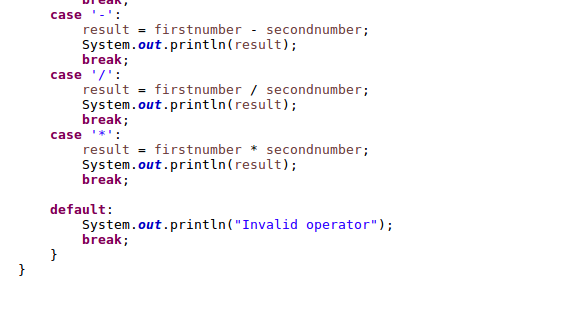 break;
case '-':
result = firstnumber - secondnumber;
System.out.println(result);
break;
case '/':
result = firstnumber / secondnumber;
System.out.println(result);
break;
case '*':
result = firstnumber * secondnumber;
System.out.println(result);
break;
default:
System.out.println("Invalid operator");
break;
}
}